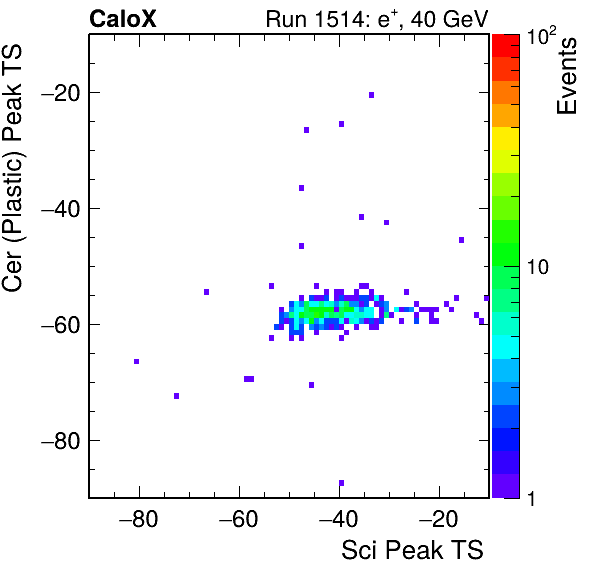 CaloX Run 1514: e⁺, 40 GeV
Cer (Plastic) Peak TS
−20
−40
−60
−80
−80 −60 −40 −20
Sci Peak TS
10²
10
1
Events